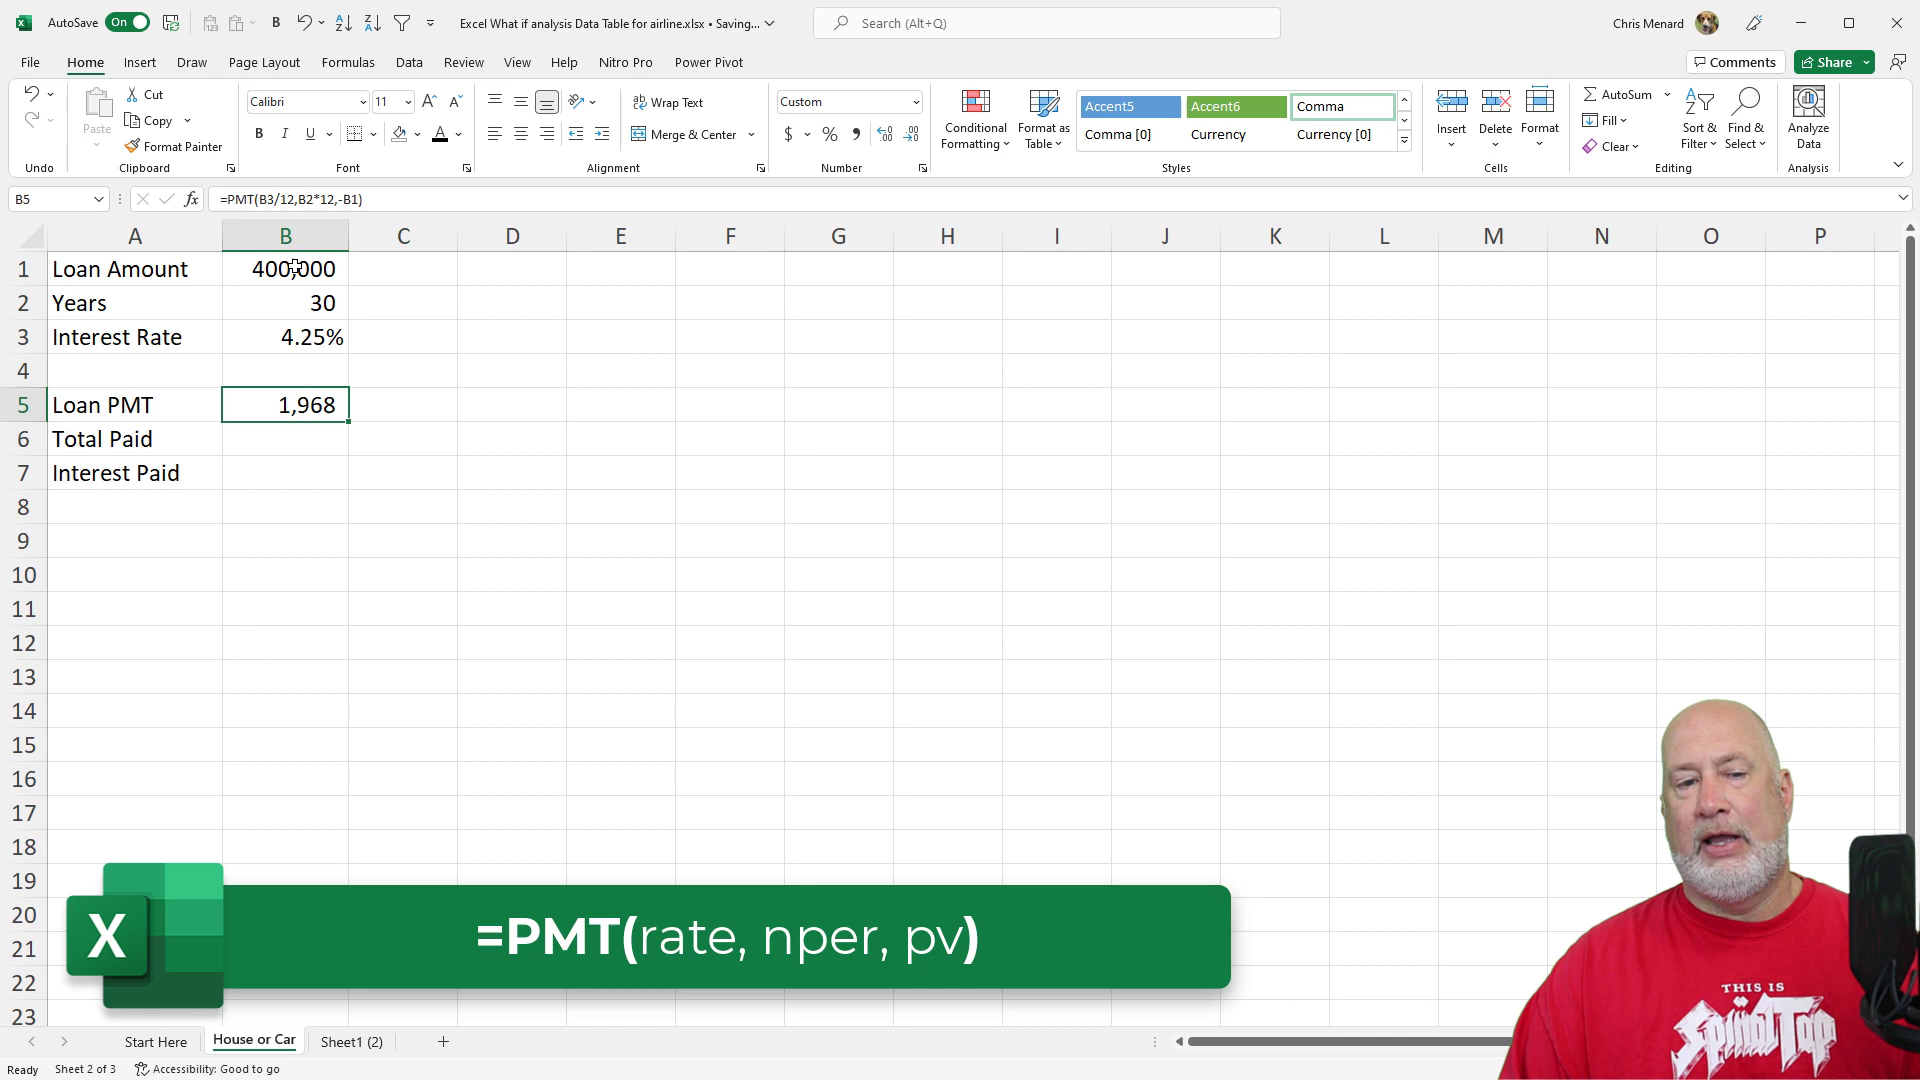 AutoSave On
Excel What if analysis Data Table for airline.xlsx • Saving...
Search (Alt+Q)
Chris Menard
File Home Insert Draw Page Layout Formulas Data Review View Help Nitro Pro Power Pivot
Comments Share
Undo
Paste
Cut
Copy
Format Painter
Clipboard
Calibri 11
B I U
A
Font
Wrap Text
Merge & Center
Alignment
Custom
$ % 9
Number
Conditional Formatting
Format as Table
Accent5 Accent6 Comma
Comma [0] Currency Currency [0]
Styles
Insert Delete Format
Cells
AutoSum
Fill
Clear
Sort & Filter
Find & Select
Editing
Analyze Data
Analysis
B5 fx =PMT(B3/12,B2*12,-B1)
A B C D E F G H I J K L M N O P
1 Loan Amount 400,000
2 Years 30
3 Interest Rate 4.25%
4
5 Loan PMT 1,968
6 Total Paid
7 Interest Paid
8
9
10
11
12
13
14
15
16
17
18
19
20
21
22
23
X =PMT(rate, nper, pv)
THIS IS
Spın̈al Tap
Start Here House or Car Sheet1 (2)
Ready Sheet 2 of 3 Accessibility: Good to go